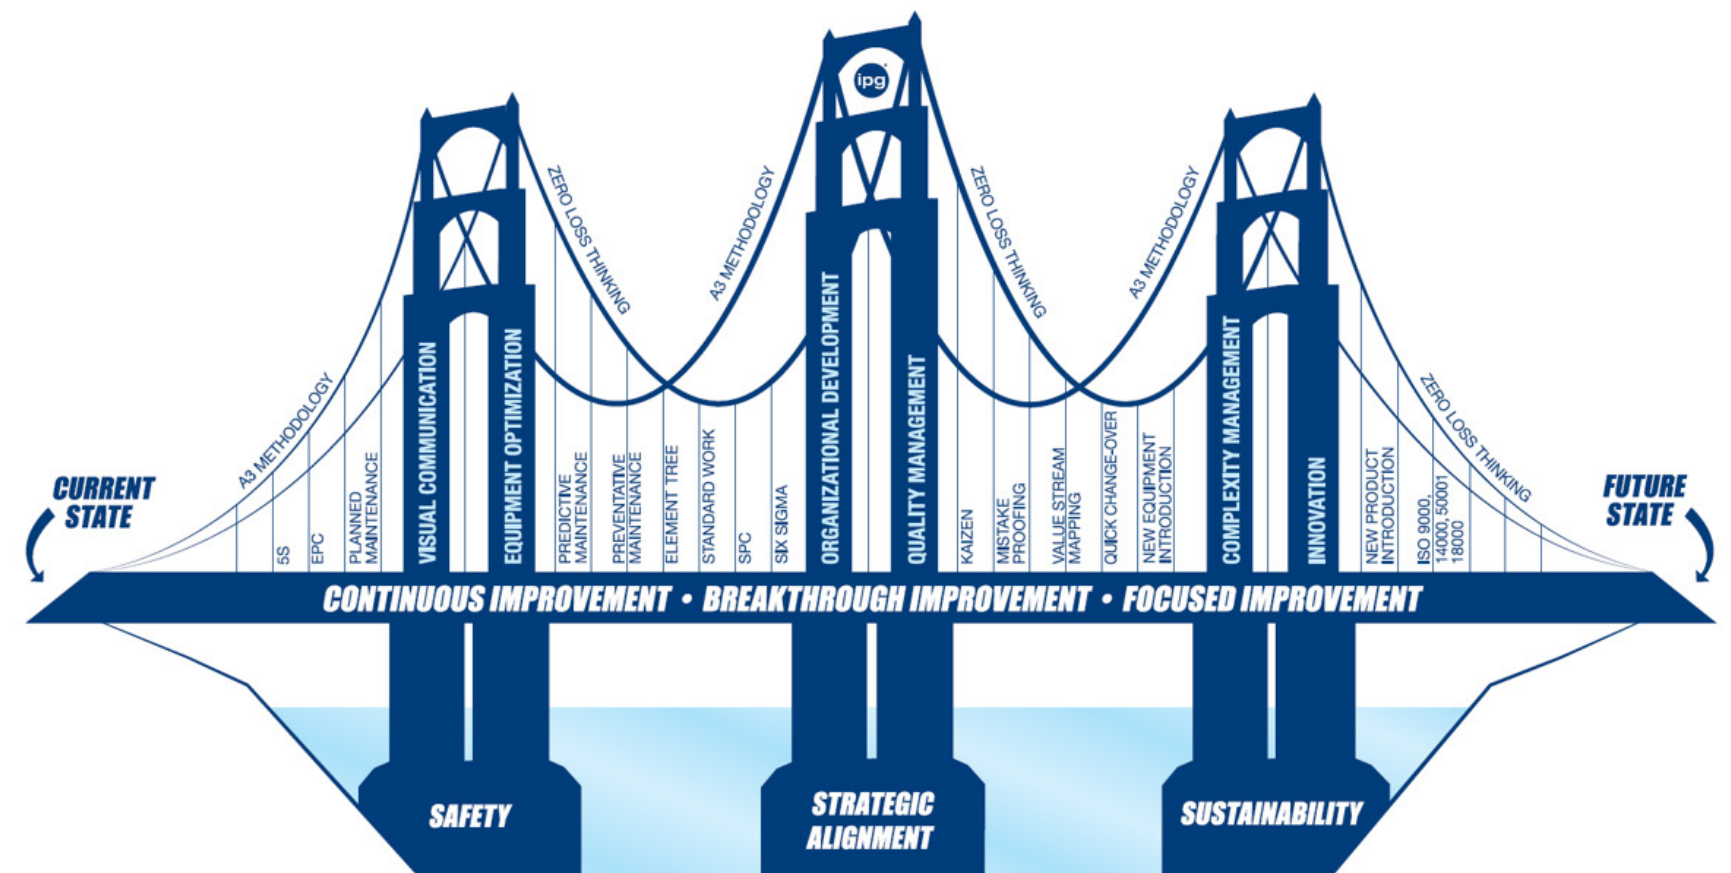 ipg
A3 METHODOLOGY
ZERO LOSS THINKING
A3 METHODOLOGY
ZERO LOSS THINKING
A3 METHODOLOGY
ZERO LOSS THINKING
CURRENT
STATE
FUTURE
STATE
5S
EPC
PLANNED
MAINTENANCE
VISUAL COMMUNICATION
EQUIPMENT OPTIMIZATION
PREDICTIVE
MAINTENANCE
PREVENTATIVE
MAINTENANCE
ELEMENT TREE
STANDARD WORK
SPC
SIX SIGMA
ORGANIZATIONAL DEVELOPMENT
QUALITY MANAGEMENT
KAIZEN
MISTAKE
PROOFING
VALUE STREAM
MAPPING
QUICK CHANGE-OVER
NEW EQUIPMENT
INTRODUCTION
COMPLEXITY MANAGEMENT
INNOVATION
NEW PRODUCT
INTRODUCTION
ISO 9000,
14000, 50001
18000
CONTINUOUS IMPROVEMENT • BREAKTHROUGH IMPROVEMENT • FOCUSED IMPROVEMENT
SAFETY
STRATEGIC
ALIGNMENT
SUSTAINABILITY